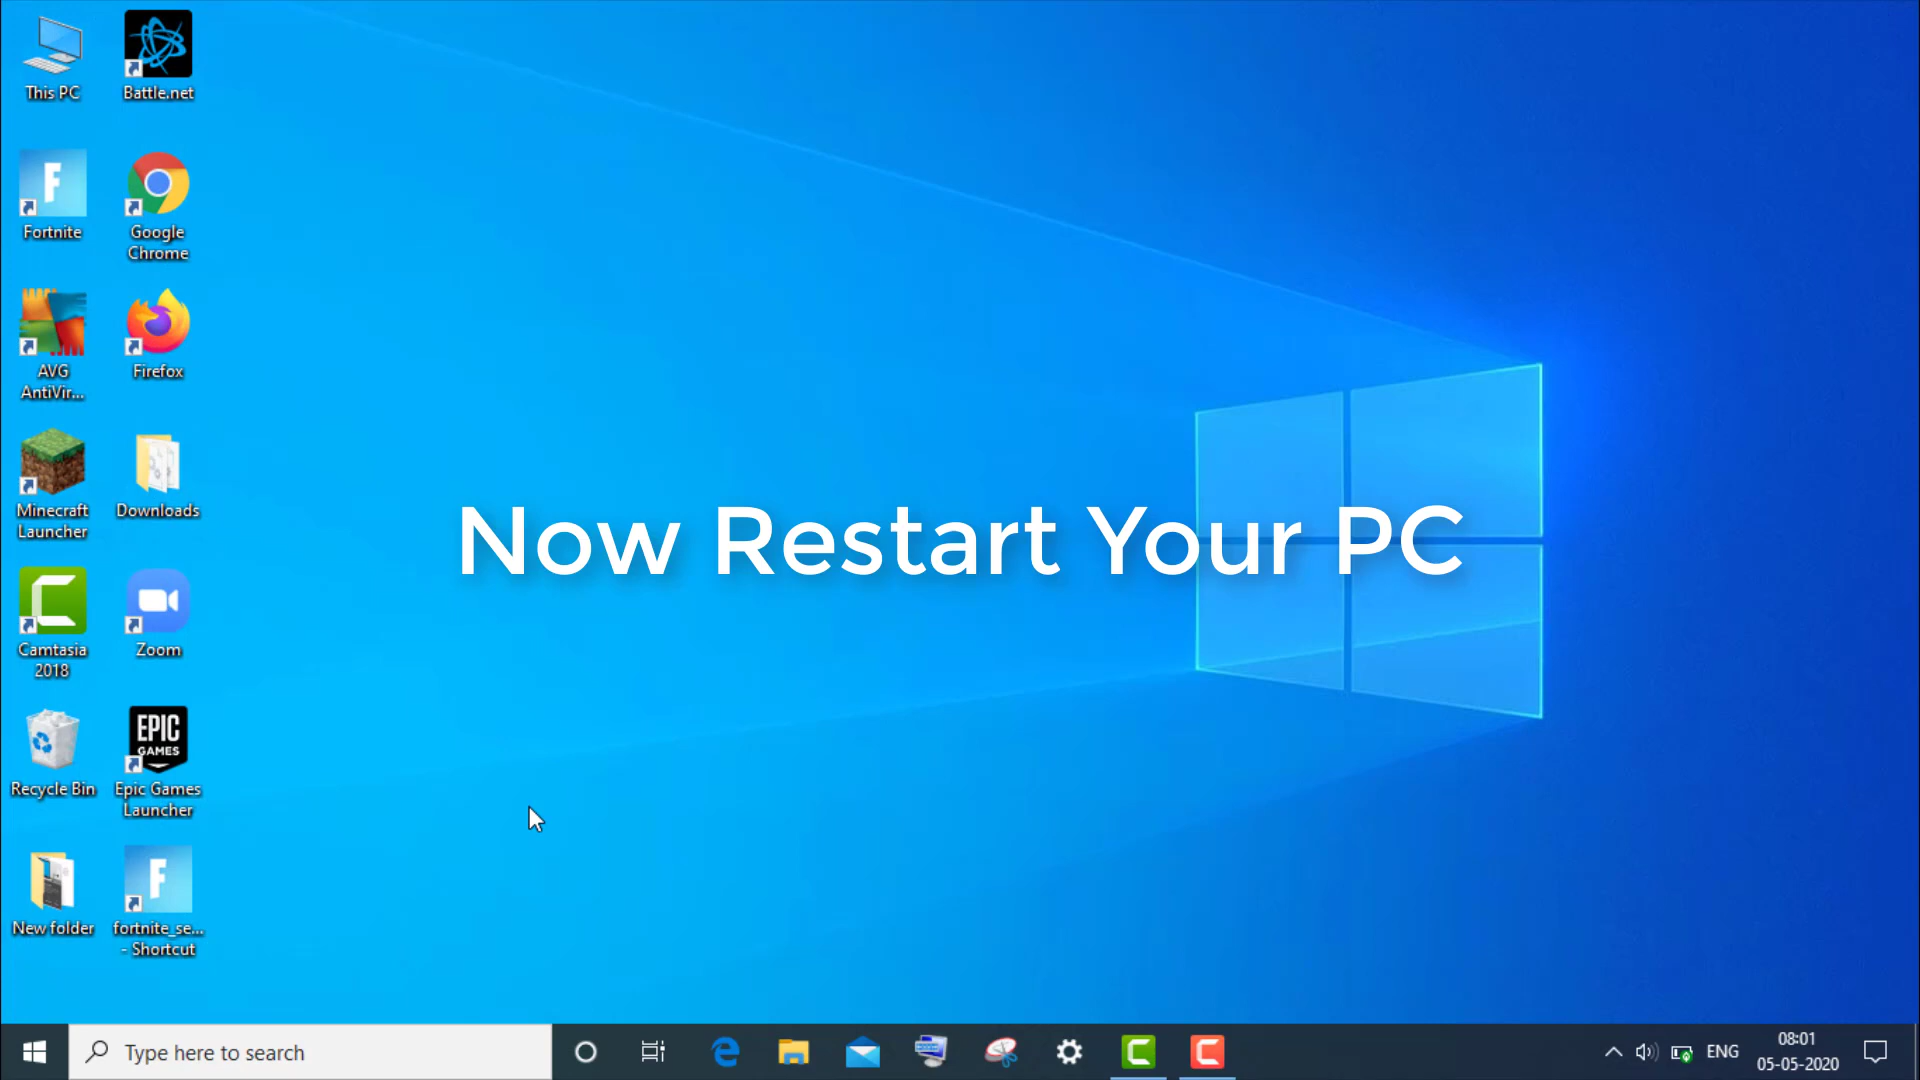 This PC
Battle.net
Fortnite
Google
Chrome
AVG
AntiVir...
Firefox
Minecraft
Launcher
Downloads
Camtasia
2018
Zoom
Recycle Bin
EPIC
GAMES
Epic Games
Launcher
New folder
fortnite_se...
- Shortcut
Now Restart Your PC
Type here to search
ENG
08:01
05-05-2020